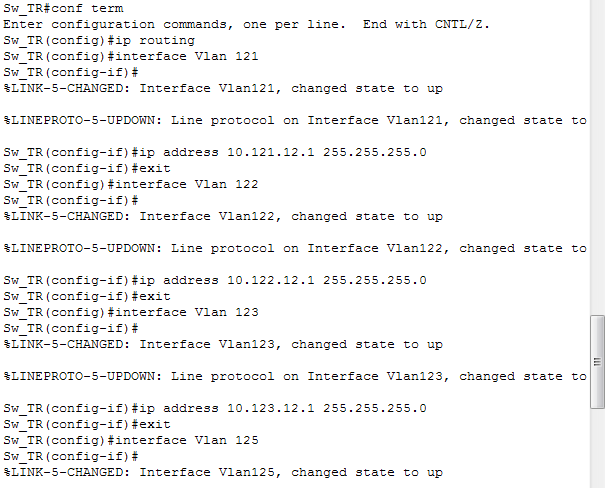 Sw_TR#conf term
Enter configuration commands, one per line.  End with CNTL/Z.
Sw_TR(config)#ip routing
Sw_TR(config)#interface Vlan 121
Sw_TR(config-if)#
%LINK-5-CHANGED: Interface Vlan121, changed state to up
%LINEPROTO-5-UPDOWN: Line protocol on Interface Vlan121, changed state to
Sw_TR(config-if)#ip address 10.121.12.1 255.255.255.0
Sw_TR(config-if)#exit
Sw_TR(config)#interface Vlan 122
Sw_TR(config-if)#
%LINK-5-CHANGED: Interface Vlan122, changed state to up
%LINEPROTO-5-UPDOWN: Line protocol on Interface Vlan122, changed state to
Sw_TR(config-if)#ip address 10.122.12.1 255.255.255.0
Sw_TR(config-if)#exit
Sw_TR(config)#interface Vlan 123
Sw_TR(config-if)#
%LINK-5-CHANGED: Interface Vlan123, changed state to up
%LINEPROTO-5-UPDOWN: Line protocol on Interface Vlan123, changed state to
Sw_TR(config-if)#ip address 10.123.12.1 255.255.255.0
Sw_TR(config-if)#exit
Sw_TR(config)#interface Vlan 125
Sw_TR(config-if)#
%LINK-5-CHANGED: Interface Vlan125, changed state to up